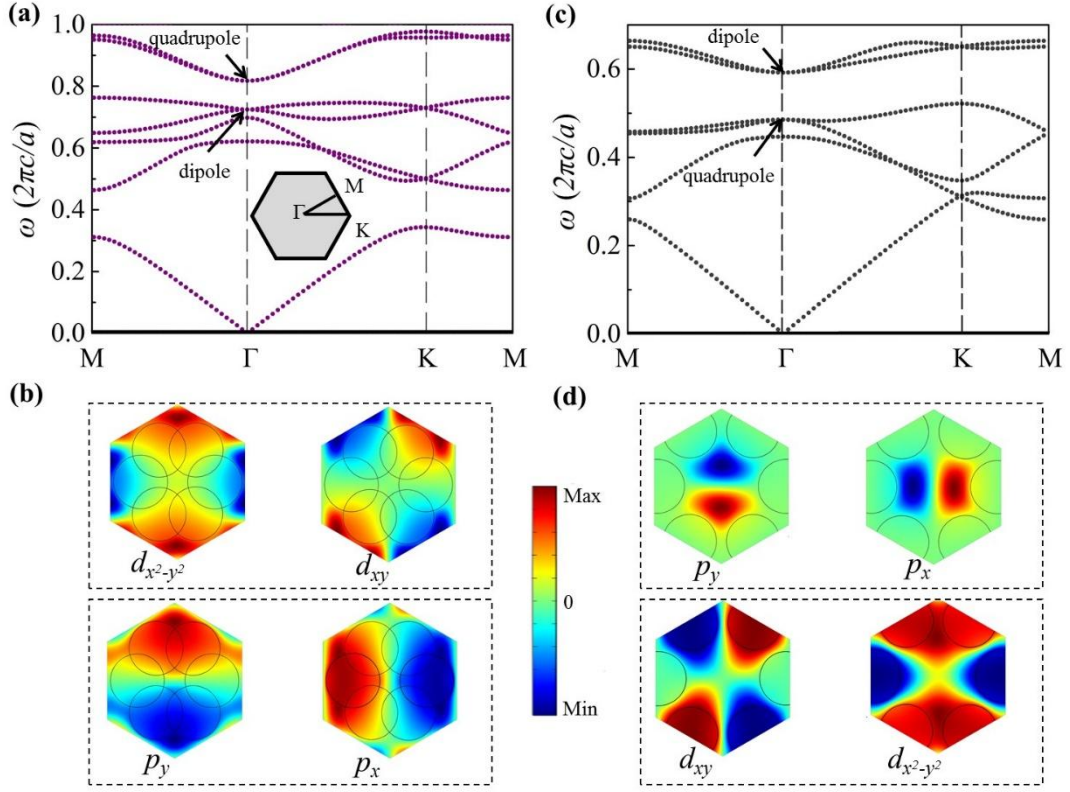 (a)
1.0
0.8
0.6
0.4
0.2
0.0
ω (2πc/a)
quadrupole
dipole
M
Γ
K
M Γ K M
(c)
0.6
0.4
0.2
0.0
ω (2πc/a)
dipole
quadrupole
M Γ K M
(b)
dx²-y² dxy
py px
Max
0
Min
(d)
py px
dxy dx²-y²